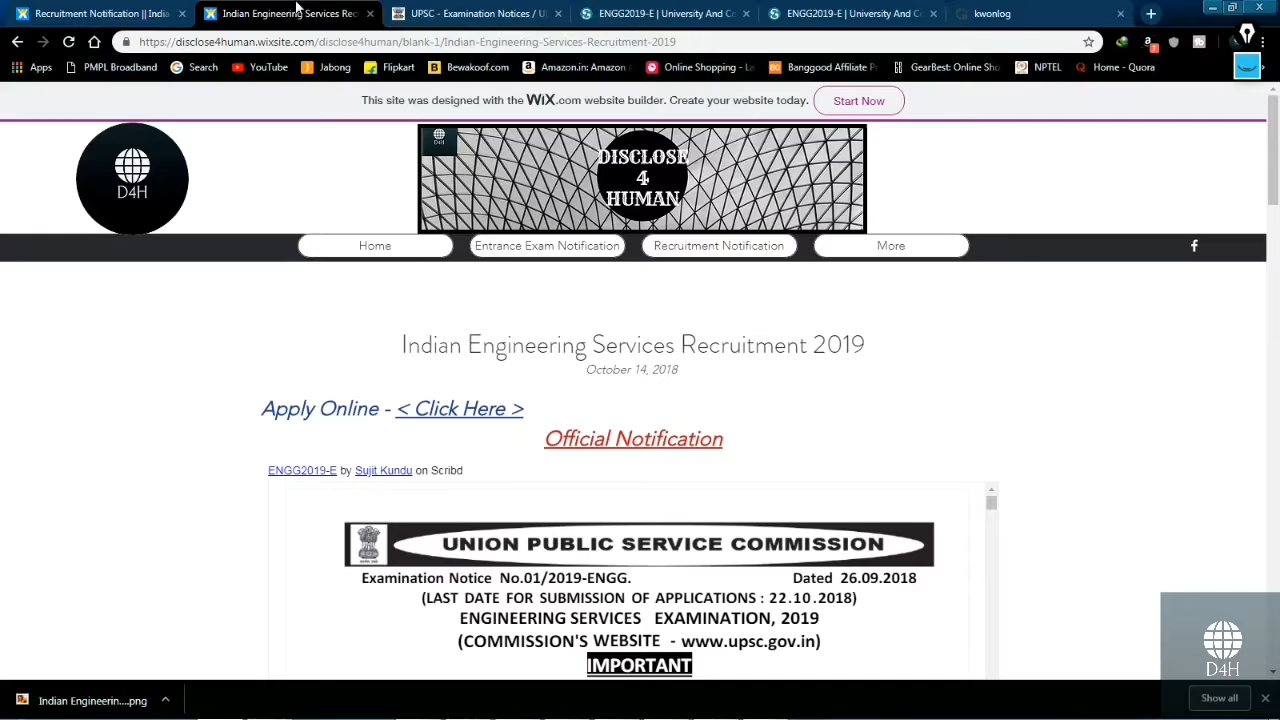 Recruitment Notification || India
Indian Engineering Services Rec
UPSC - Examination Notices / U
ENGG2019-E | University And Co
ENGG2019-E | University And C
kwonlog
https://disclose4human.wixsite.com/disclose4human/blank-1/Indian-Engineering-Services-Recruitment-2019
Apps PMPL Broadband Search YouTube Jabong Flipkart Bewakoof.com Amazon.in: Amazon Online Shopping - La Banggood Affiliate Pr GearBest: Online Sho NPTEL Home - Quora
This site was designed with the WiX.com website builder. Create your website today. Start Now
D4H
D4H
DISCLOSE
4
HUMAN
Home Entrance Exam Notification Recruitment Notification More
Indian Engineering Services Recruitment 2019
October 14, 2018
Apply Online - < Click Here >
Official Notification
ENGG2019-E by Sujit Kundu on Scribd
UNION PUBLIC SERVICE COMMISSION
Examination Notice No.01/2019-ENGG. Dated 26.09.2018
(LAST DATE FOR SUBMISSION OF APPLICATIONS : 22.10.2018)
ENGINEERING SERVICES EXAMINATION, 2019
(COMMISSION'S WEBSITE - www.upsc.gov.in)
IMPORTANT
D4H
Indian Engineerin....png
Show all